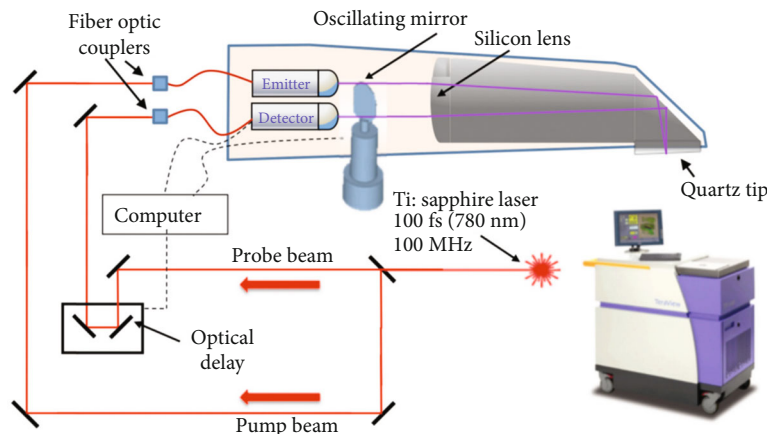 Fiber optic
couplers
Oscillating mirror
Silicon lens
Emitter
Detector
Quartz tip
Computer
Ti: sapphire laser
100 fs (780 nm)
100 MHz
Probe beam
Optical
delay
Pump beam